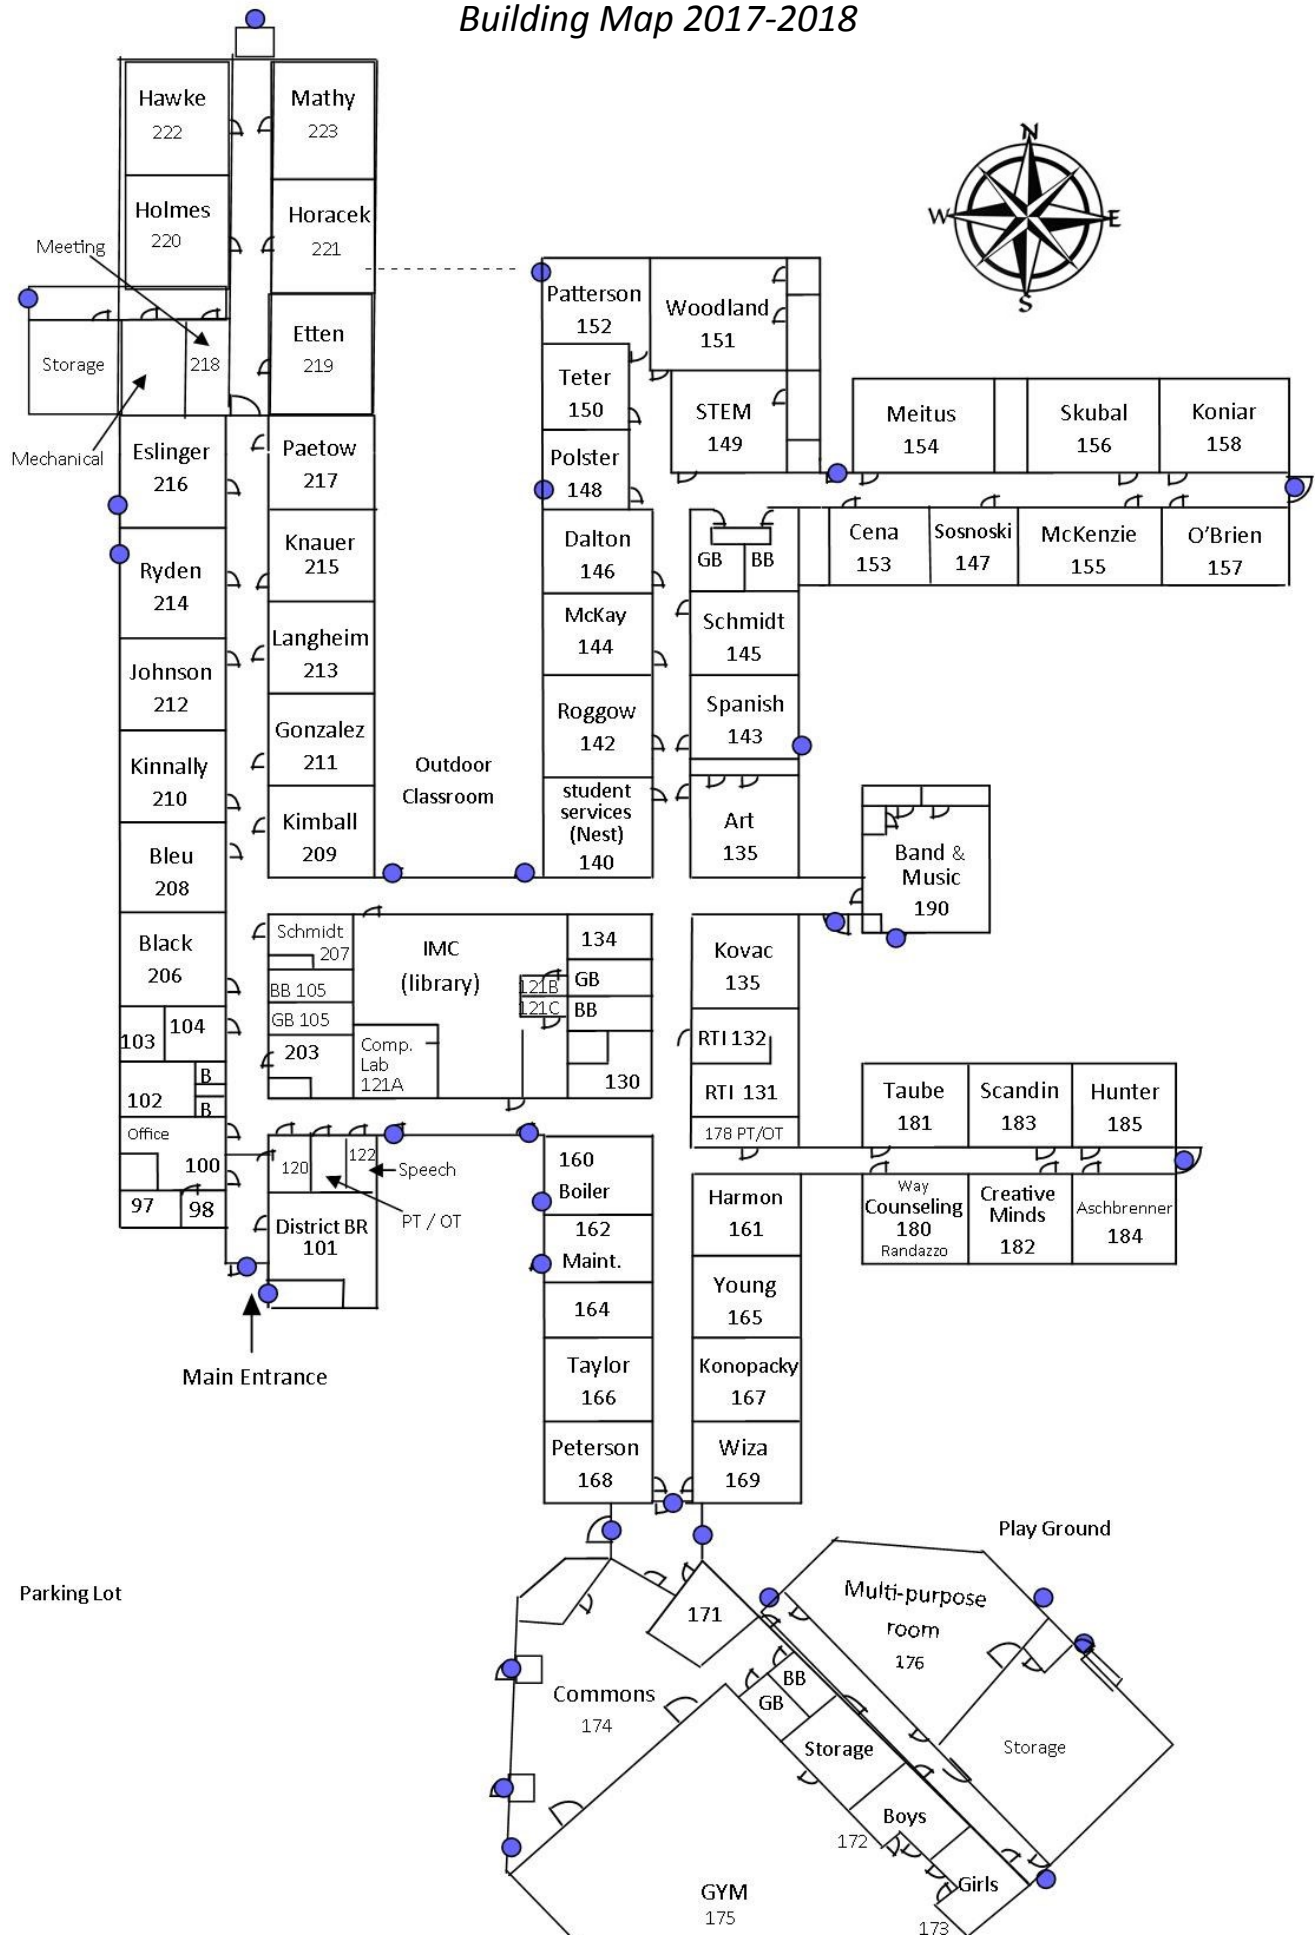 Building Map 2017-2018
Hawke
222
Mathy
223
N
W
E
S
Holmes
220
Horacek
221
Meeting
Storage
218
Etten
219
Mechanical
Eslinger
216
Paetow
217
Ryden
214
Knauer
215
Johnson
212
Langheim
213
Kinnally
210
Gonzalez
211
Bleu
208
Kimball
209
Outdoor
Classroom
Patterson
152
Woodland
151
Teter
150
STEM
149
Polster
148
Meitus
154
Skubal
156
Koniar
158
Dalton
146
GB
BB
Cena
153
Sosnoski
147
McKenzie
155
O'Brien
157
McKay
144
Schmidt
145
Roggow
142
Spanish
143
student
services
(Nest)
140
Art
135
Band &
Music
190
Black
206
Schmidt
207
IMC
(library)
134
BB 105
121B
GB
GB 105
121C
BB
Kovac
135
103
104
203
Comp.
Lab
121A
130
RTI 132
102
B
B
RTI 131
178 PT/OT
Taube
181
Scandin
183
Hunter
185
Office
100
97
98
120
122
Speech
PT / OT
District BR
101
160
Boiler
162
Maint.
Harmon
161
Way
Counseling
180
Randazzo
Creative
Minds
182
Aschbrenner
184
164
Young
165
Main Entrance
Taylor
166
Konopacky
167
Peterson
168
Wiza
169
Play Ground
Parking Lot
171
Multi-purpose
room
176
Commons
174
BB
GB
Storage
Storage
Boys
172
Girls
173
GYM
175